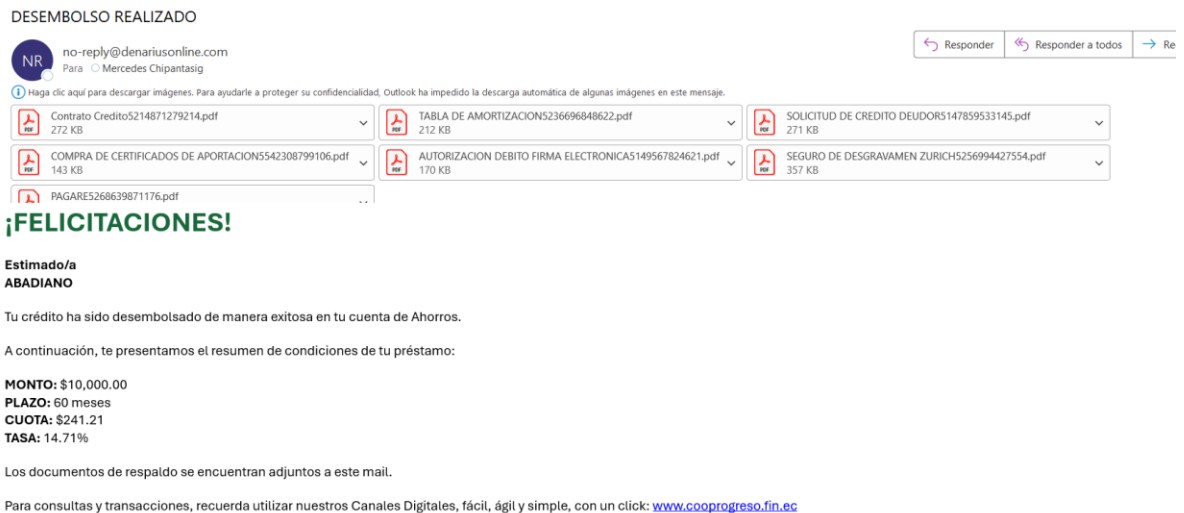 DESEMBOLSO REALIZADO
NR
no-reply@denariusonline.com
Para Mercedes Chipantasig
Responder
Responder a todos
Re
Haga clic aquí para descargar imágenes. Para ayudarle a proteger su confidencialidad, Outlook ha impedido la descarga automática de algunas imágenes en este mensaje.
Contrato Credito5214871279214.pdf
272 KB
TABLA DE AMORTIZACION5236696848622.pdf
212 KB
SOLICITUD DE CREDITO DEUDOR5147859533145.pdf
271 KB
COMPRA DE CERTIFICADOS DE APORTACION5542308799106.pdf
143 KB
AUTORIZACION DEBITO FIRMA ELECTRONICA5149567824621.pdf
170 KB
SEGURO DE DESGRAVAMEN ZURICH5256994427554.pdf
357 KB
PAGARE5268639871176.pdf
¡FELICITACIONES!
Estimado/a
ABADIANO
Tu crédito ha sido desembolsado de manera exitosa en tu cuenta de Ahorros.
A continuación, te presentamos el resumen de condiciones de tu préstamo:
MONTO: $10,000.00
PLAZO: 60 meses
CUOTA: $241.21
TASA: 14.71%
Los documentos de respaldo se encuentran adjuntos a este mail.
Para consultas y transacciones, recuerda utilizar nuestros Canales Digitales, fácil, ágil y simple, con un click: www.cooprogreso.fin.ec